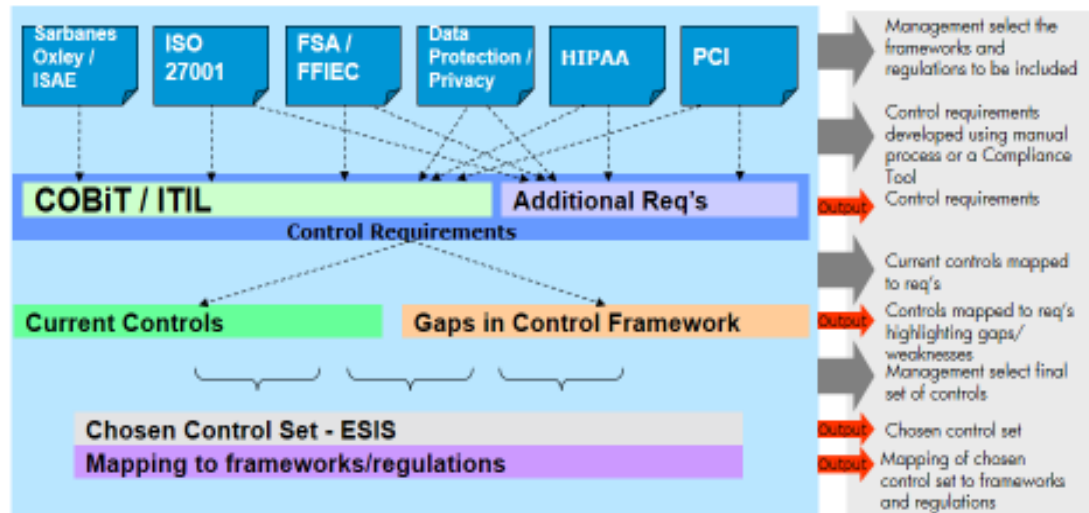 Sarbanes
Oxley /
ISAE
ISO
27001
FSA /
FFIEC
Data
Protection /
Privacy
HIPAA
PCI
Management select the
frameworks and
regulations to be included
Control requirements
developed using manual
process or a Compliance
Tool
COBiT / ITIL
Additional Req's
Control Requirements
Output
Control requirements
Current controls mapped
to req's
Current Controls
Gaps in Control Framework
Output
Controls mapped to req's
highlighting gaps/
weaknesses
Management select final
set of controls
Chosen Control Set - ESIS
Output
Chosen control set
Mapping to frameworks/regulations
Output
Mapping of chosen
control set to frameworks
and regulations